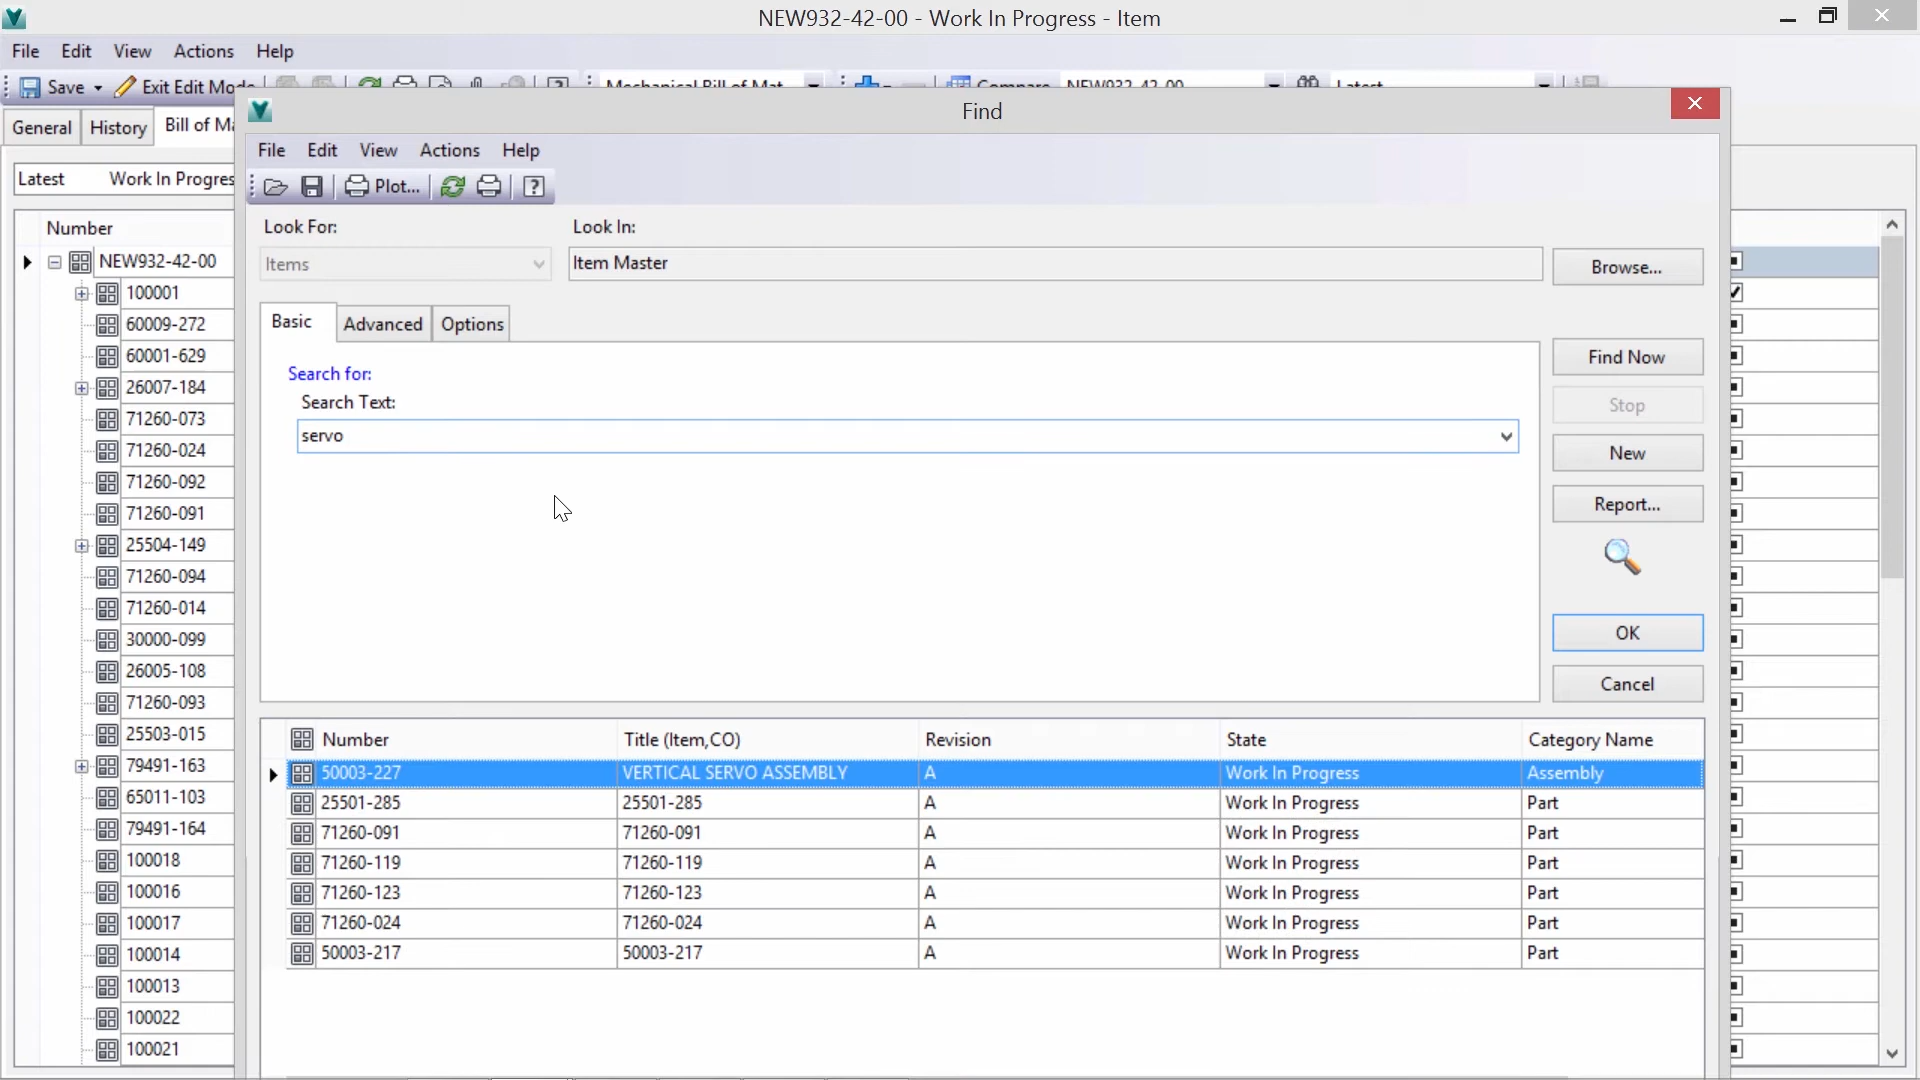 NEW932-42-00 - Work In Progress - Item
File Edit View Actions Help
Save Exit Edit Mode Mechanical Bill of Mat Compare NEW932-42-00 Latest
General History Bill of Ma
Latest Work In Progres
Number
NEW932-42-00
100001
60009-272
60001-629
26007-184
71260-073
71260-024
71260-092
71260-091
25504-149
71260-094
71260-014
30000-099
26005-108
71260-093
25503-015
79491-163
65011-103
79491-164
100018
100016
100017
100014
100013
100022
100021
Find
File Edit View Actions Help
Plot...
Look For: Look In:
Items Item Master Browse...
Basic Advanced Options
Search for:
Search Text:
servo
Find Now
Stop
New
Report...
OK
Cancel
Number Title (Item,CO) Revision State Category Name
50003-227 VERTICAL SERVO ASSEMBLY A Work In Progress Assembly
25501-285 25501-285 A Work In Progress Part
71260-091 71260-091 A Work In Progress Part
71260-119 71260-119 A Work In Progress Part
71260-123 71260-123 A Work In Progress Part
71260-024 71260-024 A Work In Progress Part
50003-217 50003-217 A Work In Progress Part